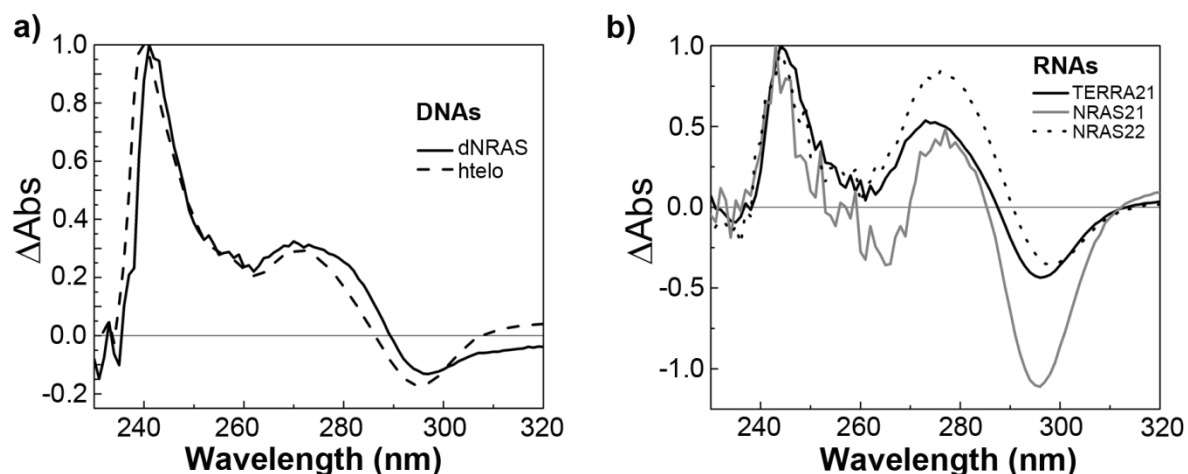 a)
1.0
0.8
0.6
0.4
0.2
0.0
-0.2
ΔAbs
DNAs
dNRAS
htelo
240 260 280 300 320
Wavelength (nm)
b)
1.0
0.5
0.0
-0.5
-1.0
ΔAbs
RNAs
TERRA21
NRAS21
NRAS22
240 260 280 300 320
Wavelength (nm)